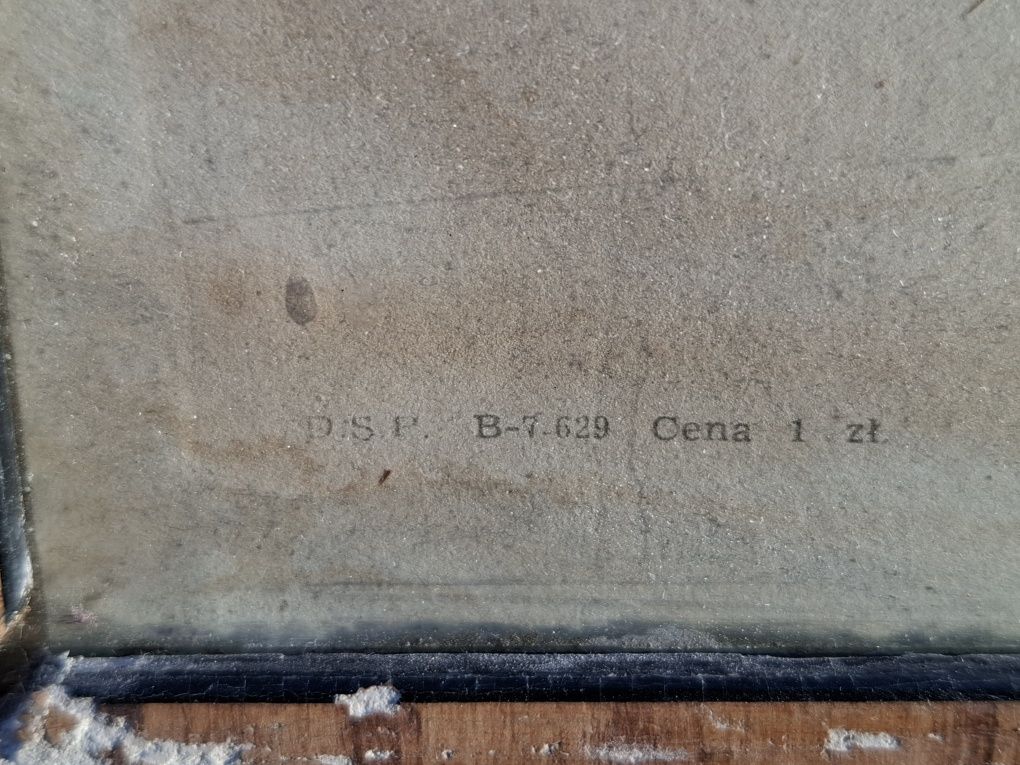 D.S.P. B-7.629 Cena 1 zł